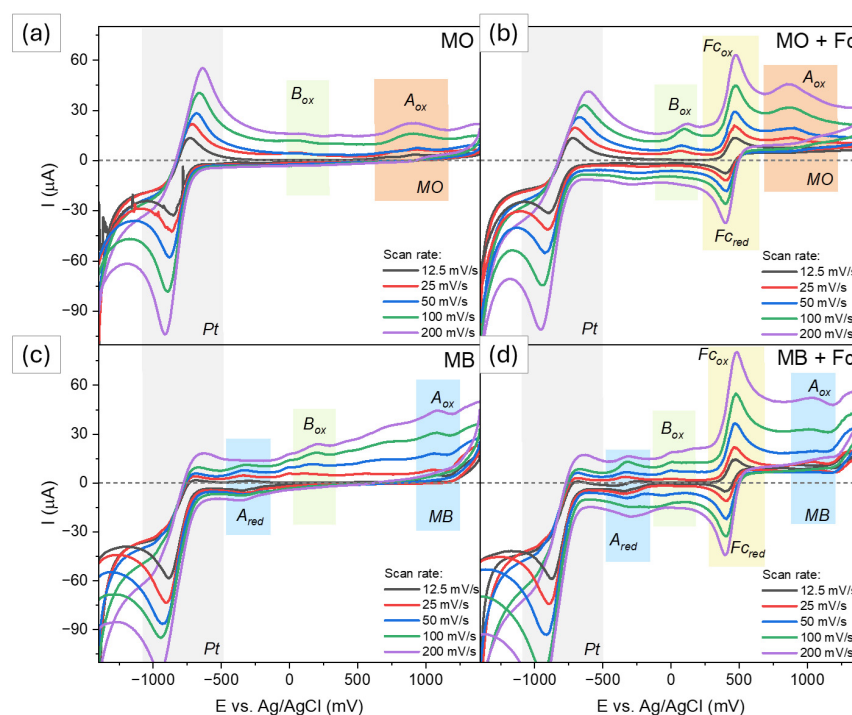 (a)
MO
B_ox
A_ox
MO
Pt
Scan rate:
12.5 mV/s
25 mV/s
50 mV/s
100 mV/s
200 mV/s
60
30
0
−30
−60
−90
I (µA)
(b)
MO + Fc
Fc_ox
A_ox
B_ox
MO
Fc_red
Pt
Scan rate:
12.5 mV/s
25 mV/s
50 mV/s
100 mV/s
200 mV/s
(c)
MB
A_ox
B_ox
A_red
MB
Pt
Scan rate:
12.5 mV/s
25 mV/s
50 mV/s
100 mV/s
200 mV/s
60
30
0
−30
−60
−90
I (µA)
−1000
−500
0
500
1000
E vs. Ag/AgCl (mV)
(d)
MB + Fc
Fc_ox
A_ox
B_ox
A_red
MB
Fc_red
Pt
Scan rate:
12.5 mV/s
25 mV/s
50 mV/s
100 mV/s
200 mV/s
−1000
−500
0
500
1000
E vs. Ag/AgCl (mV)